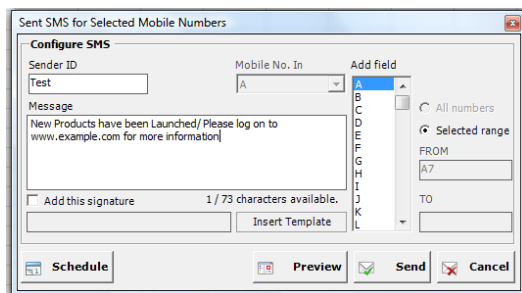 Sent SMS for Selected Mobile Numbers
Configure SMS
Sender ID
Mobile No. In
Add field
Test
A
A
B
C
D
E
F
G
H
I
J
K
L
All numbers
Selected range
FROM
A7
TO
Message
New Products have been Launched/ Please log on to
www.example.com for more information
Add this signature
1 / 73 characters available.
Insert Template
Schedule
Preview
Send
Cancel